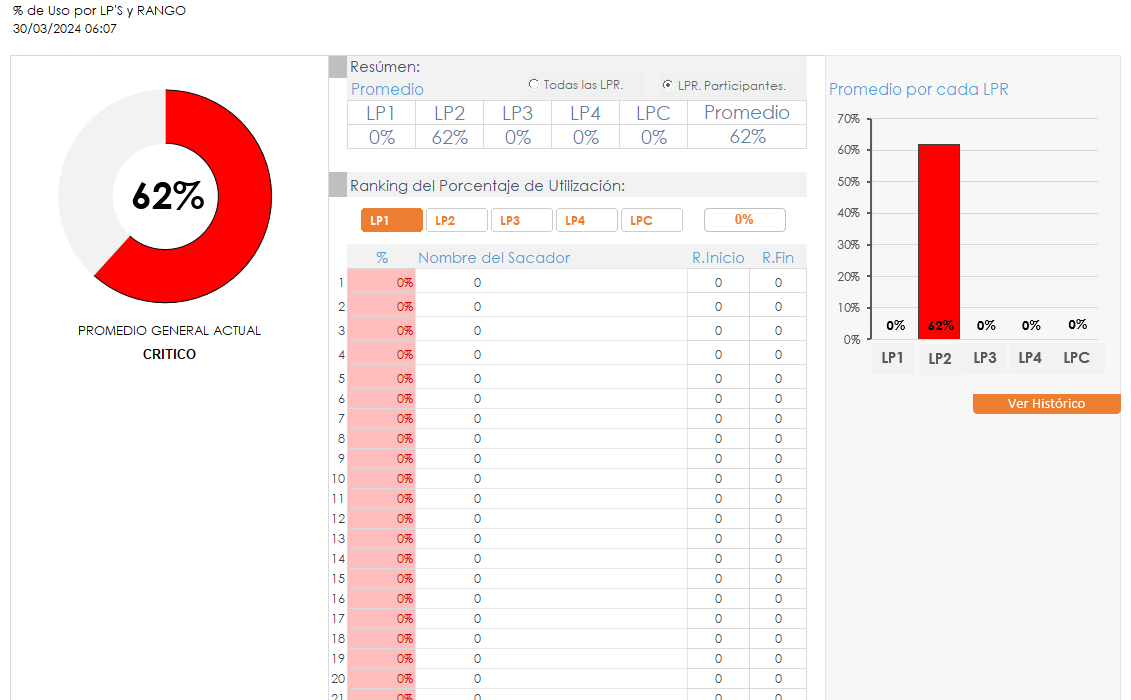 % de Uso por LP'S y RANGO
30/03/2024 06:07
62%
PROMEDIO GENERAL ACTUAL
CRITICO
Resúmen:
Promedio
Todas las LPR.
LPR. Participantes.
LP1 LP2 LP3 LP4 LPC Promedio
0% 62% 0% 0% 0% 62%
Ranking del Porcentaje de Utilización:
LP1 LP2 LP3 LP4 LPC 0%
% Nombre del Sacador R.Inicio R.Fin
1 0% 0 0 0
2 0% 0 0 0
3 0% 0 0 0
4 0% 0 0 0
5 0% 0 0 0
6 0% 0 0 0
7 0% 0 0 0
8 0% 0 0 0
9 0% 0 0 0
10 0% 0 0 0
11 0% 0 0 0
12 0% 0 0 0
13 0% 0 0 0
14 0% 0 0 0
15 0% 0 0 0
16 0% 0 0 0
17 0% 0 0 0
18 0% 0 0 0
19 0% 0 0 0
20 0% 0 0 0
21 0% 0 0 0
Promedio por cada LPR
70%
60%
50%
40%
30%
20%
10%
0%
0% 62% 0% 0% 0%
LP1 LP2 LP3 LP4 LPC
Ver Histórico